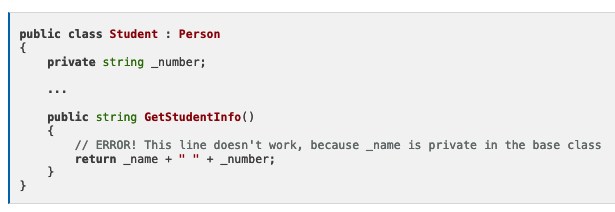 public class Student : Person
{
    private string _number;

    ...

    public string GetStudentInfo()
    {
        // ERROR! This line doesn't work, because _name is private in the base class
        return _name + " " + _number;
    }
}